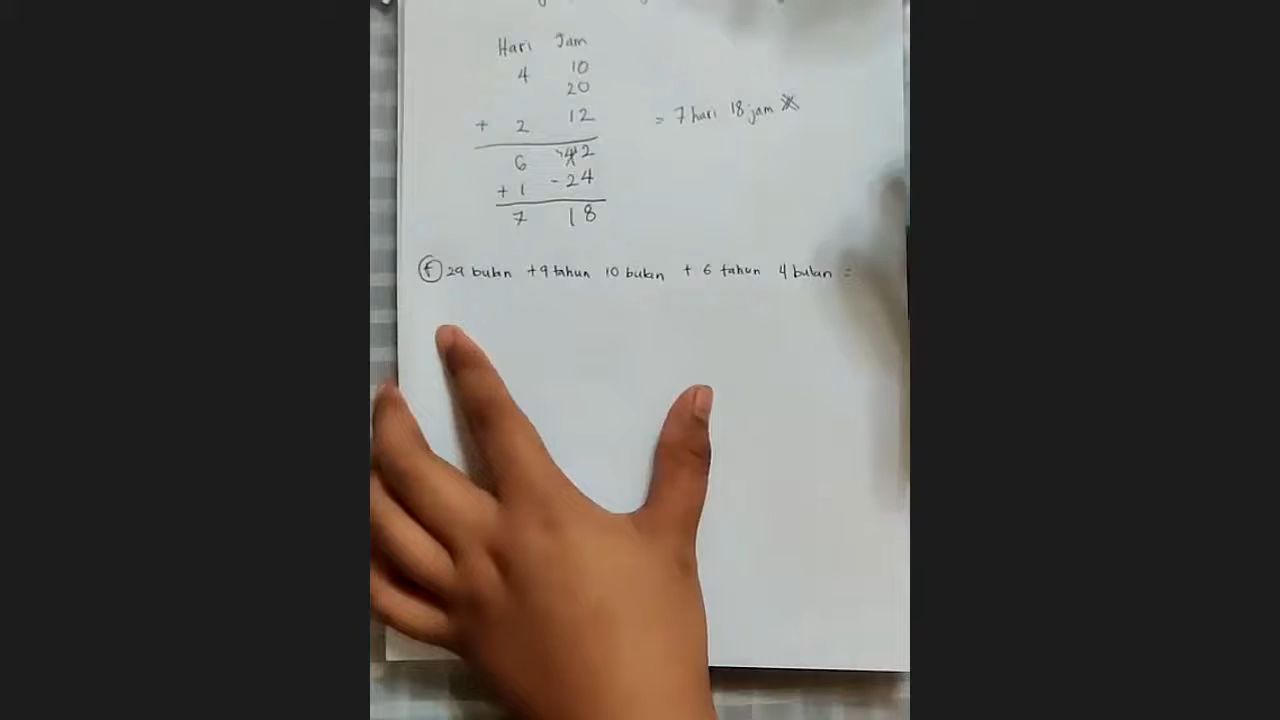 Hari Jam
4 10
20
+ 2 12 = 7 hari 18 jam
6 42
+ 1 - 24
7 18
f 29 bulan + 9 tahun 10 bulan + 6 tahun 4 bulan =